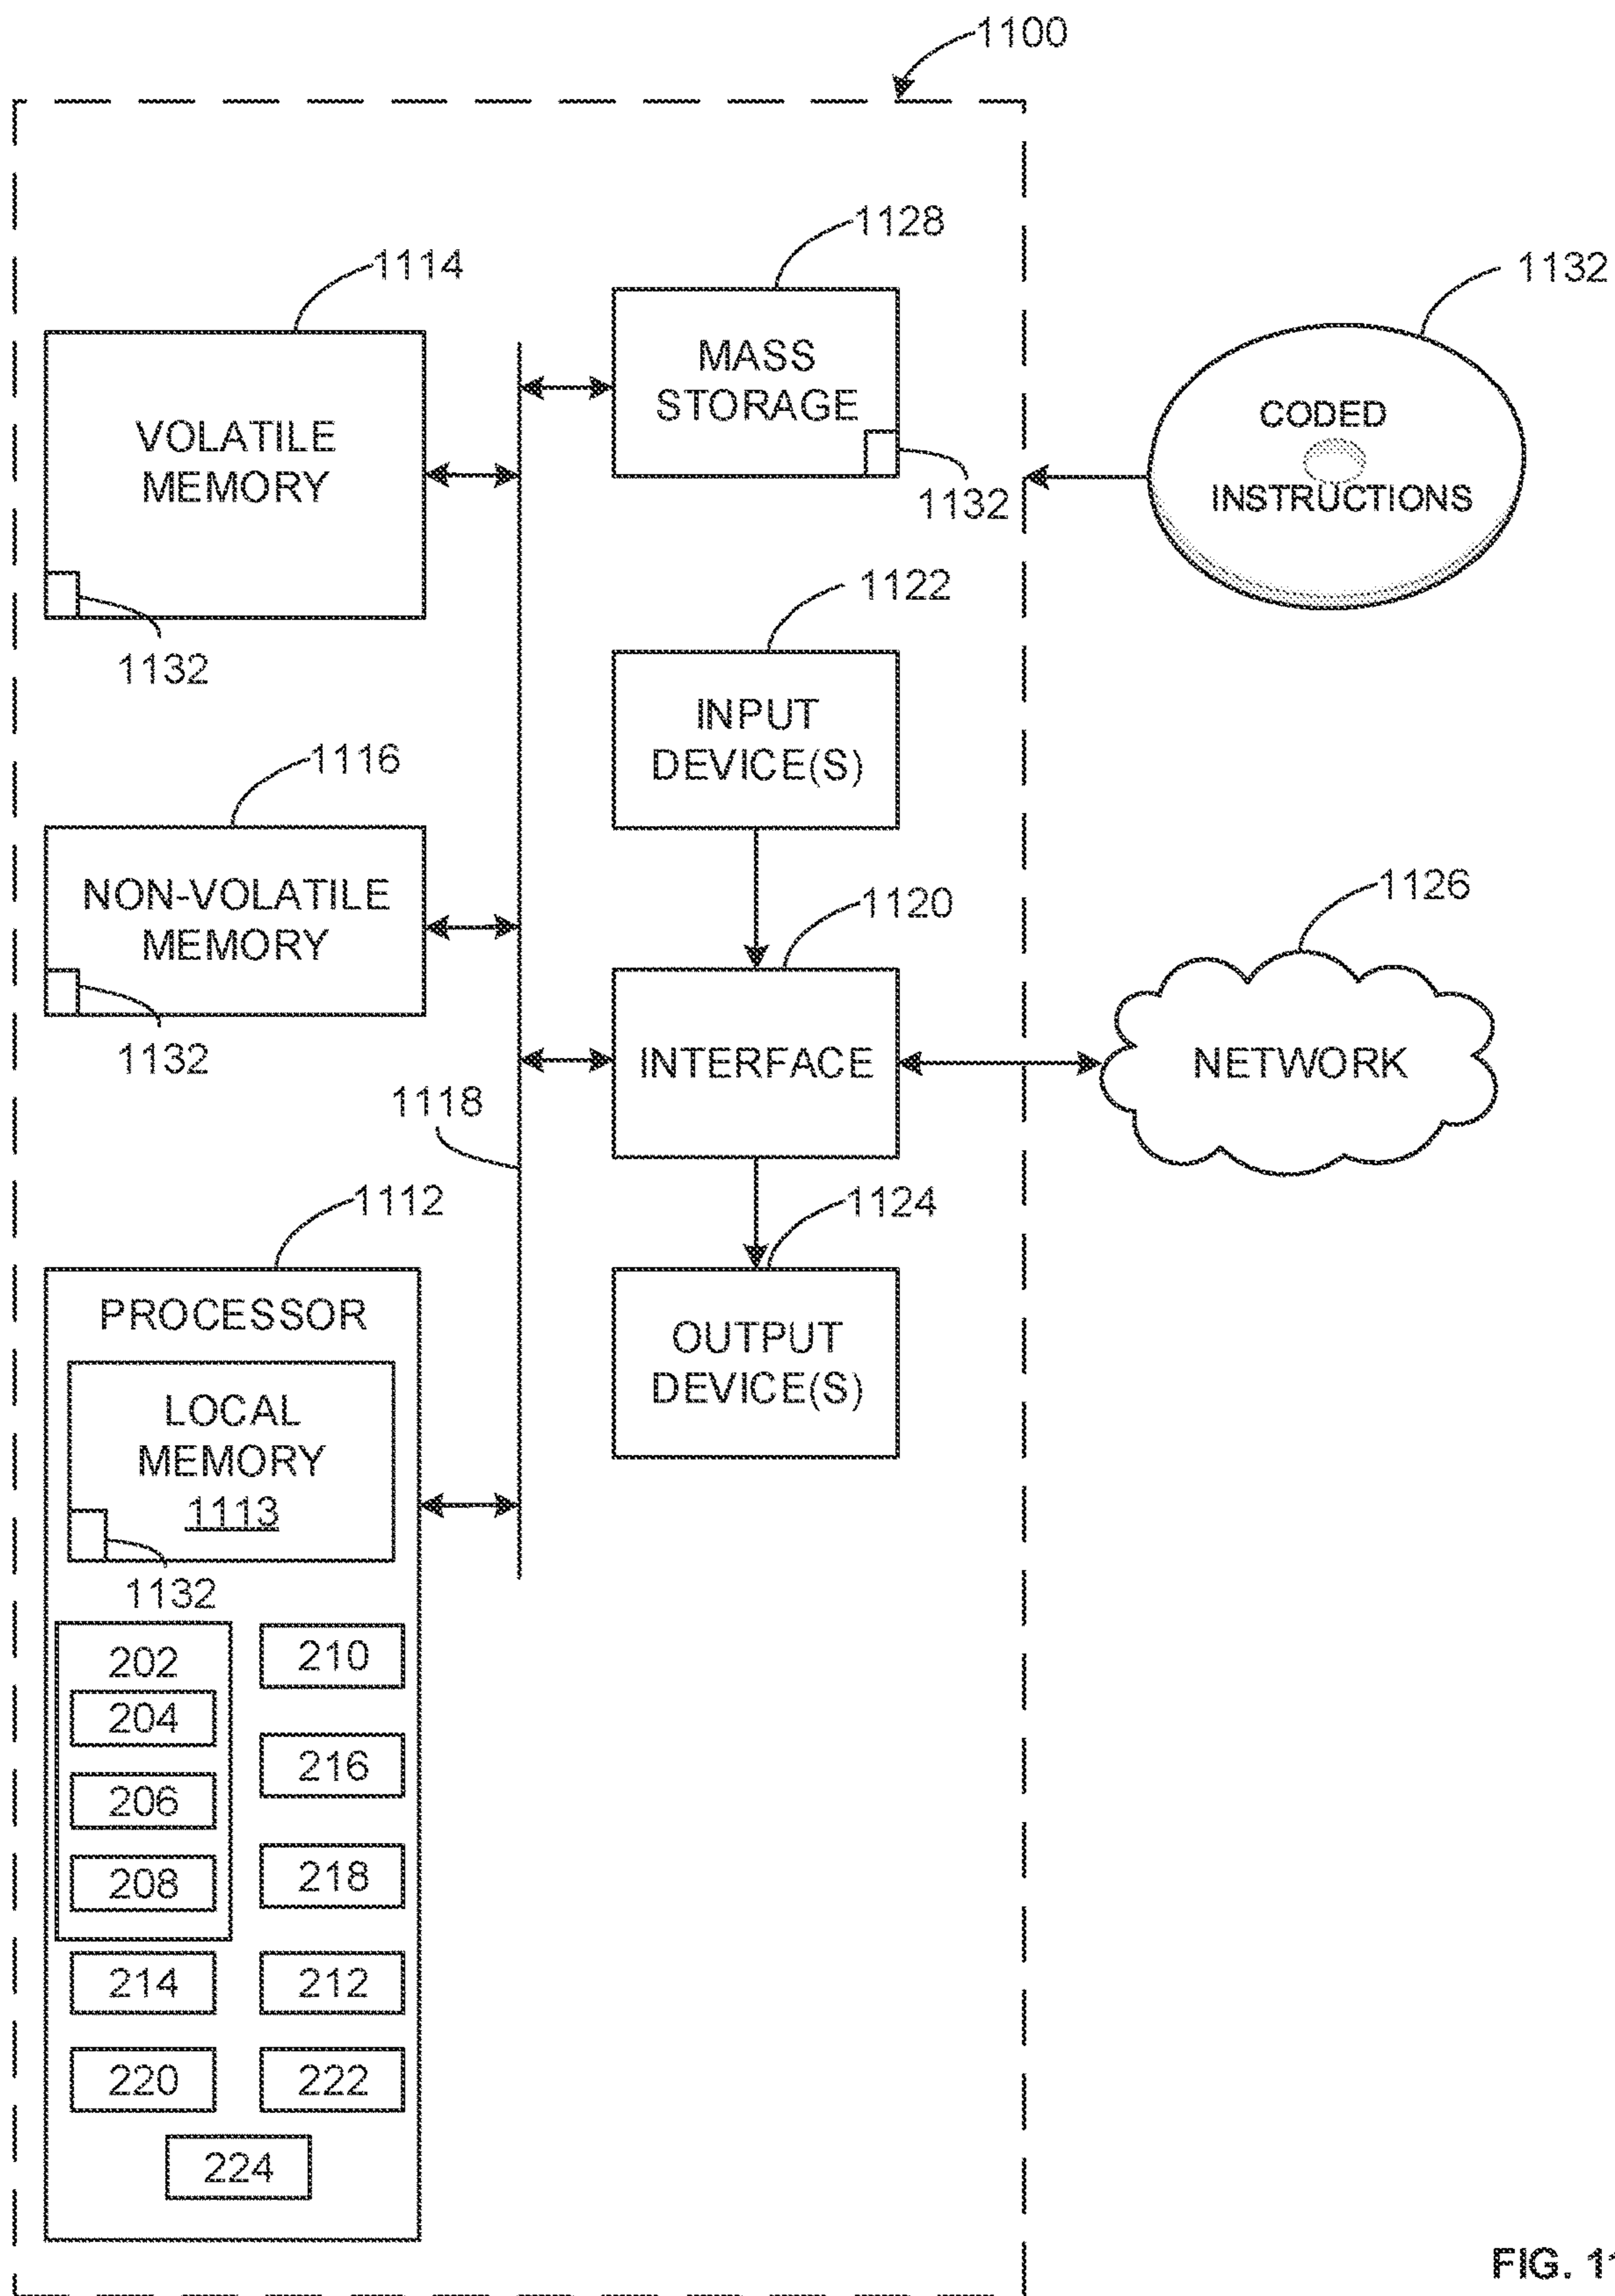 1100
1128
1114
1132
MASS
STORAGE
VOLATILE
MEMORY
CODED
INSTRUCTIONS
1132
1122
1132
INPUT
DEVICE(S)
1116
NON-VOLATILE
MEMORY
1120
1126
1132
INTERFACE
NETWORK
1118
1112
1124
PROCESSOR
OUTPUT
DEVICE(S)
LOCAL
MEMORY
1113
1132
202
210
204
216
206
218
208
214
212
220
222
224
FIG. 11